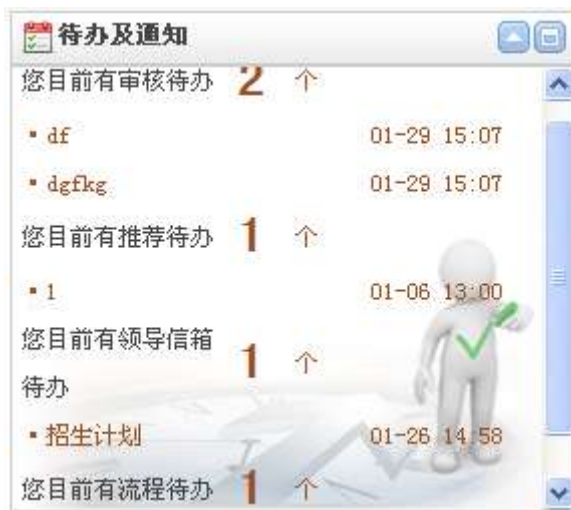 待办及通知
您目前有审核待办 2 个
df 01-29 15:07
dgfkg 01-29 15:07
您目前有推荐待办 1 个
1 01-06 13:00
您目前有领导信箱
待办 1 个
招生计划 01-26 14:58
您目前有流程待办 1 个